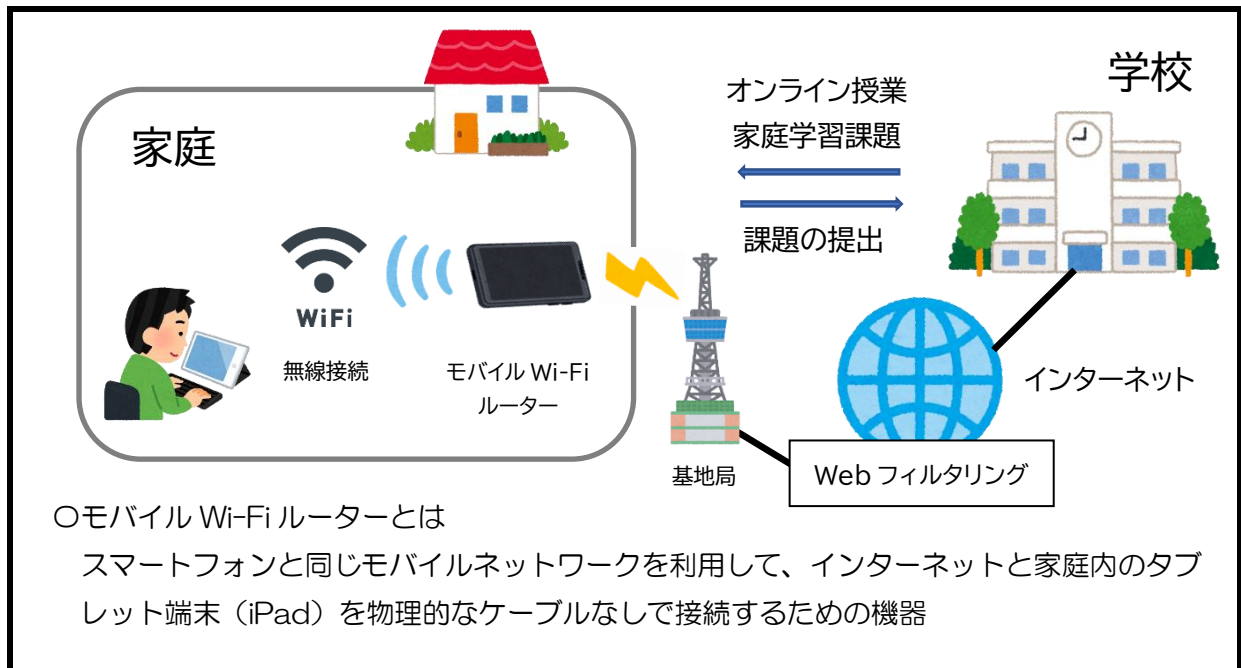 学校
オンライン授業
家庭学習課題
家庭
課題の提出
WiFi
無線接続
モバイル Wi-Fi
ルーター
インターネット
基地局
Web フィルタリング
〇モバイル Wi-Fi ルーターとは
スマートフォンと同じモバイルネットワークを利用して、インターネットと家庭内のタブ
レット端末（iPad）を物理的なケーブルなしで接続するための機器